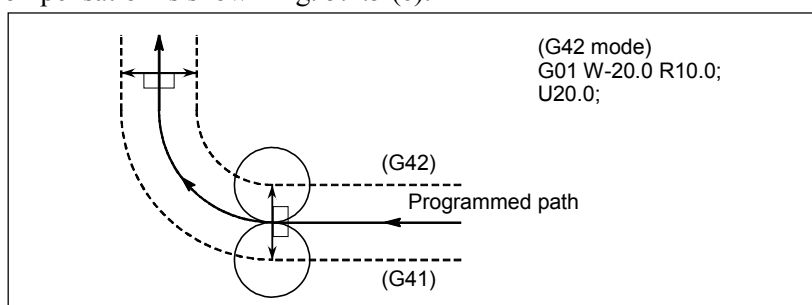 (G42 mode)
G01 W-20.0 R10.0;
U20.0;
(G42)
Programmed path
(G41)